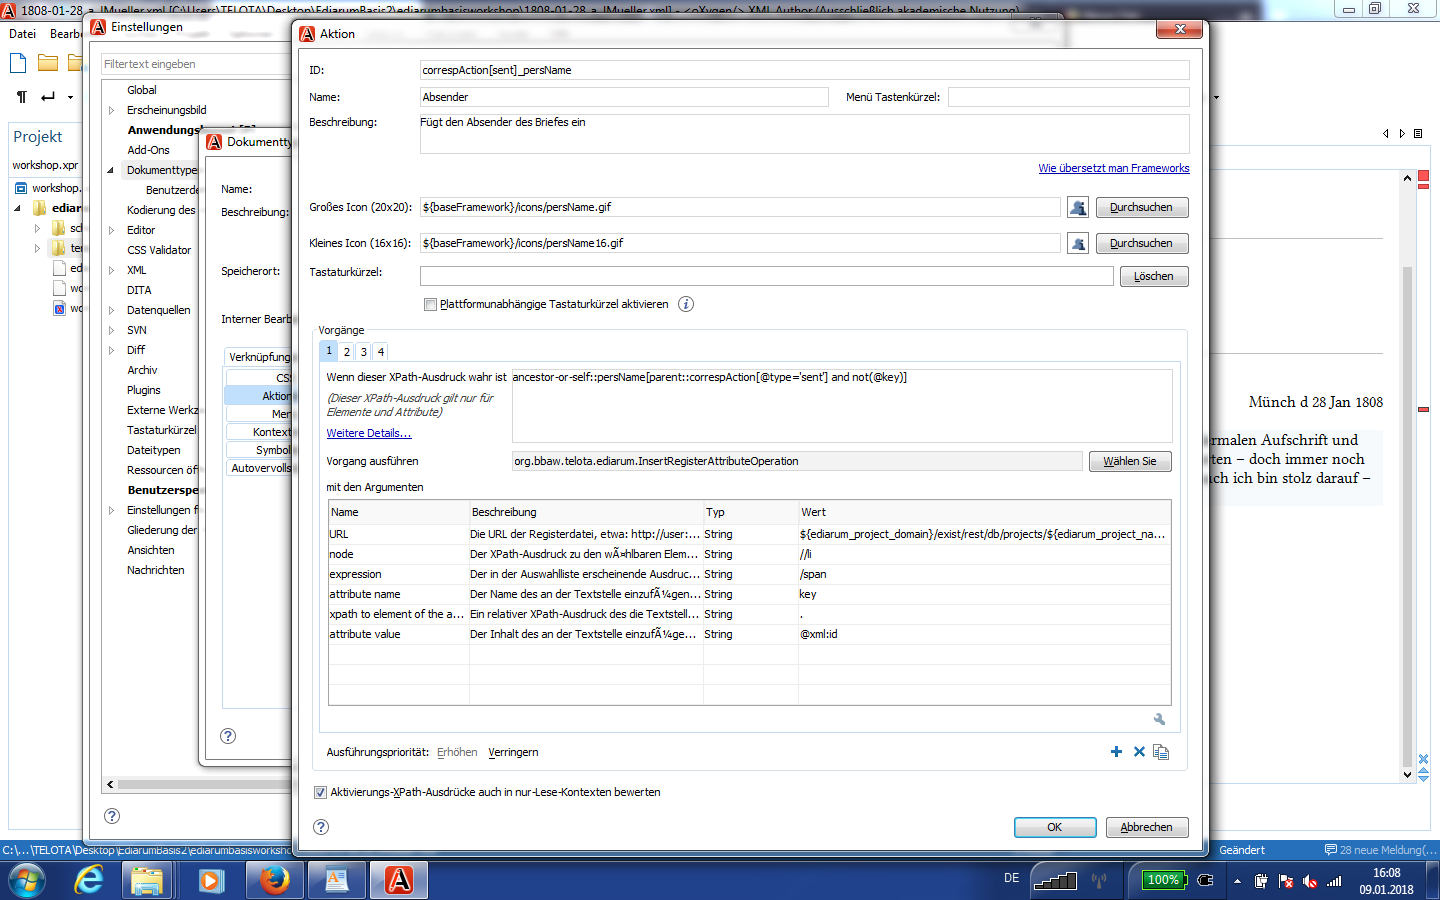 1808-01-28_a_JMueller.xml [C:\Users\TELOTA\Desktop\EdiarumBasis2\ediarumbasisworkshop\1808-01-28_a_JMueller.xml] - <oXygen/> XML Author (Ausschließlich akademische Nutzung)
Datei
Einstellungen
Filtertext eingeben
Global
Erscheinungsbild
Add-Ons
Dokumenttype
Kodierung des
Editor
CSS Validator
XML
DITA
Datenquellen
SVN
Diff
Archiv
Plugins
Externe Werkz
Tastaturkürzel
Dateitypen
Ressourcen öf
Benutzerspe
Einstellungen f
Gliederung der
Ansichten
Nachrichten
Projekt
workshop.xpr
workshop.
ediaru
Dokumentty
Name:
Beschreibung:
Speicherort:
Interner Bearb
Verknüpfung
CSS
Aktion
Men
Kontext
Symbol
Autovervolls
Aktion
ID: correspAction[sent]_persName
Name: Absender Menü Tastenkürzel:
Beschreibung: Fügt den Absender des Briefes ein
Wie übersetzt man Frameworks
Großes Icon (20x20): ${baseFramework}/icons/persName.gif Durchsuchen
Kleines Icon (16x16): ${baseFramework}/icons/persName16.gif Durchsuchen
Tastaturkürzel: Löschen
Plattformunabhängige Tastaturkürzel aktivieren
Vorgänge
1 2 3 4
Wenn dieser XPath-Ausdruck wahr ist ancestor-or-self::persName[parent::correspAction[@type='sent'] and not(@key)]
(Dieser XPath-Ausdruck gilt nur für
Elemente und Attribute)
Weitere Details...
Vorgang ausführen org.bbaw.telota.ediarum.InsertRegisterAttributeOperation Wählen Sie
mit den Argumenten
Name Beschreibung Typ Wert
URL Die URL der Registerdatei, etwa: http://user:... String ${ediarum_project_domain}/exist/rest/db/projects/${ediarum_project_na...
node Der XPath-Ausdruck zu den wÃ¤hlbaren Elem... String //li
expression Der in der Auswahlliste erscheinende Ausdruc... String /span
attribute name Der Name des an der Textstelle einzufÃ¼gen... String key
xpath to element of the a... Ein relativer XPath-Ausdruck des die Textstell... String .
attribute value Der Inhalt des an der Textstelle einzufÃ¼ge... String @xml:id
Ausführungspriorität: Erhöhen Verringern
Aktivierungs-XPath-Ausdrücke auch in nur-Lese-Kontexten bewerten
OK Abbrechen
Münch d 28 Jan 1808
rmalen Aufschrift und
ten – doch immer noch
ch ich bin stolz darauf –
C:\...\TELOTA\Desktop\EdiarumBasis2\ediarumbasisworksho
Geändert
28 neue Meldung(...
DE
100%
16:08
09.01.2018